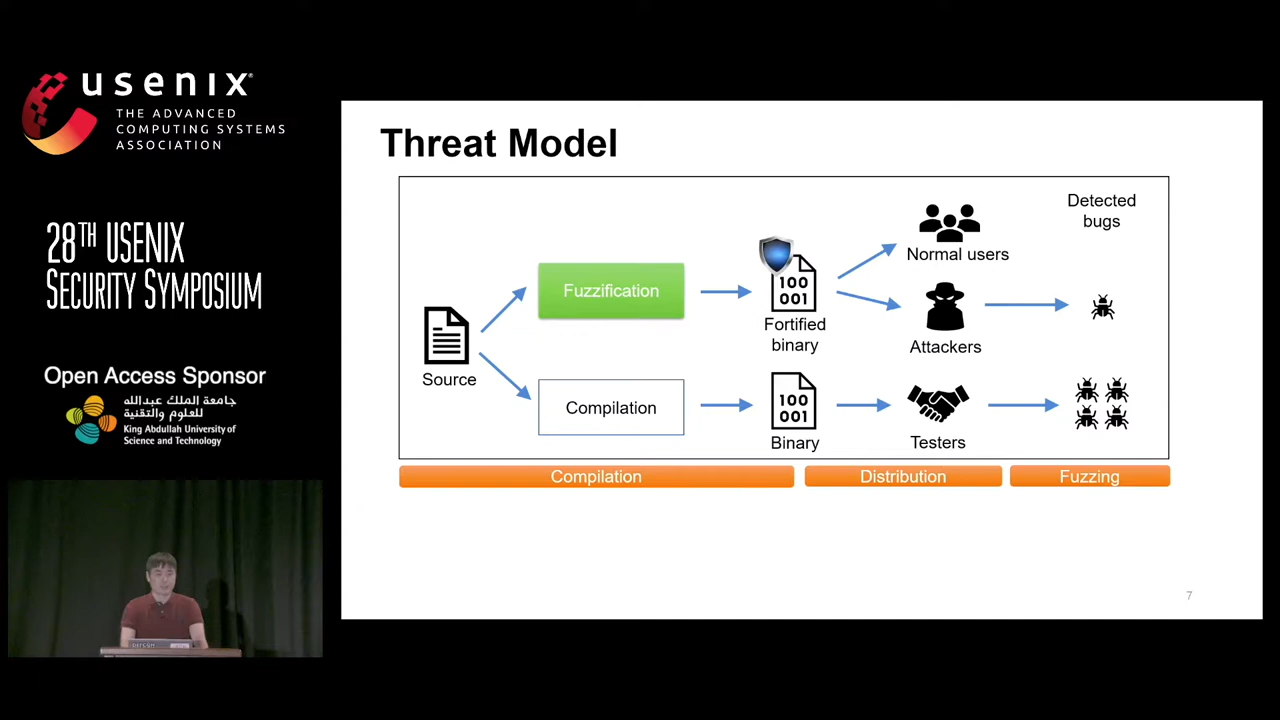 usenix
THE ADVANCED
COMPUTING SYSTEMS
ASSOCIATION
28TH USENIX
SECURITY SYMPOSIUM
Open Access Sponsor
جامعة الملك عبدالله
للعلوم والتقنية
King Abdullah University of
Science and Technology
Threat Model
Detected
bugs
Normal users
Fuzzification
100
001
Fortified
binary
Attackers
Source
Compilation
100
001
Binary
Testers
Compilation
Distribution
Fuzzing
7